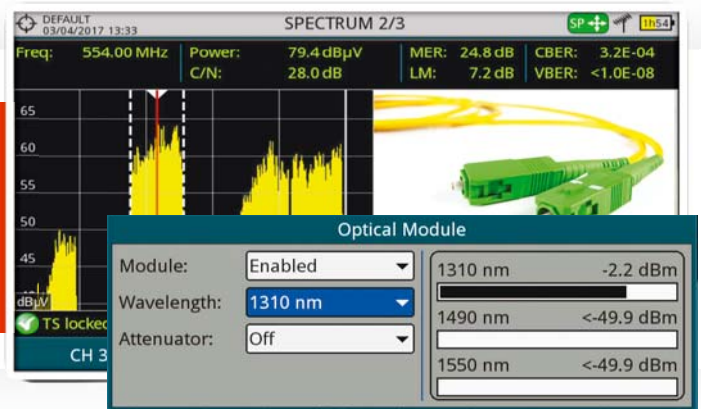 DEFAULT
03/04/2017 13:33
SPECTRUM 2/3
SP
1h54
Freq: 554.00 MHz Power: 79.4 dBµV MER: 24.8 dB CBER: 3.2E-04
C/N: 28.0 dB LM: 7.2 dB VBER: <1.0E-08
65
60
55
50
45
dBµV
TS locked
CH 3
Optical Module
Module: Enabled
Wavelength: 1310 nm
Attenuator: Off
1310 nm -2.2 dBm
1490 nm <-49.9 dBm
1550 nm <-49.9 dBm